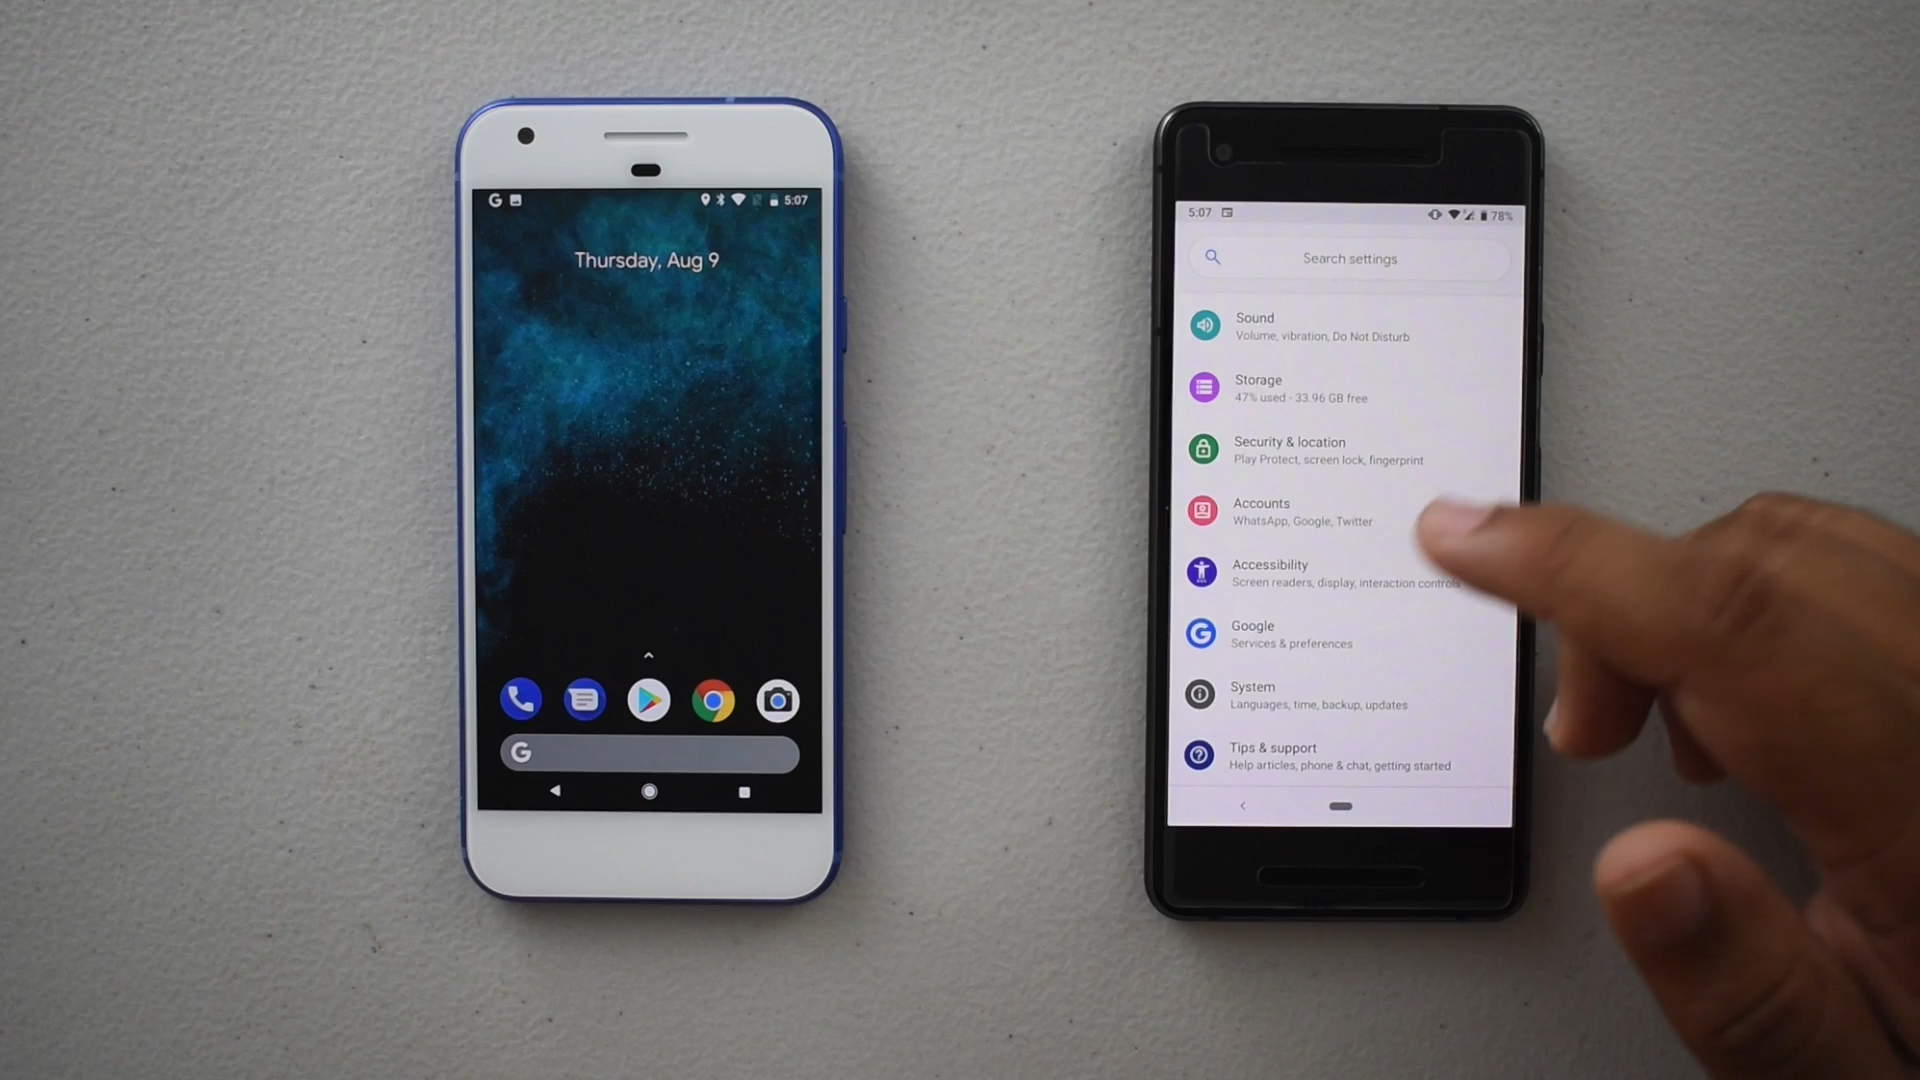 5:07
Thursday, Aug 9
G
5:07
78%
Search settings
Sound
Volume, vibration, Do Not Disturb
Storage
47% used - 33.96 GB free
Security & location
Play Protect, screen lock, fingerprint
Accounts
WhatsApp, Google, Twitter
Accessibility
Screen readers, display, interaction controls
Google
Services & preferences
System
Languages, time, backup, updates
Tips & support
Help articles, phone & chat, getting started